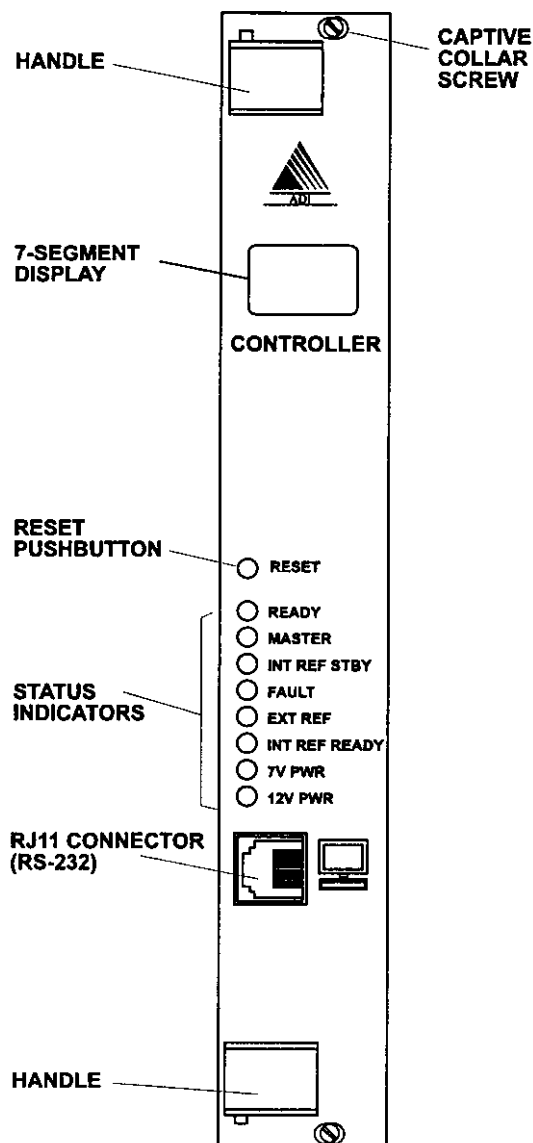 HANDLE
CAPTIVE
COLLAR
SCREW
ADI
7-SEGMENT
DISPLAY
CONTROLLER
RESET
PUSHBUTTON
RESET
READY
MASTER
INT REF STBY
FAULT
EXT REF
INT REF READY
7V PWR
12V PWR
STATUS
INDICATORS
RJ11 CONNECTOR
(RS-232)
HANDLE